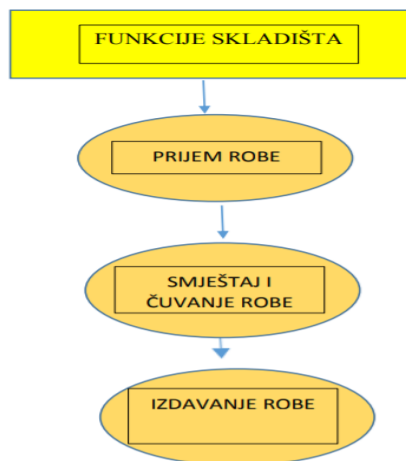 FUNKCIJE SKLADIŠTA
PRIJEM ROBE
SMJEŠTAJ I
ČUVANJE ROBE
IZDAVANJE ROBE